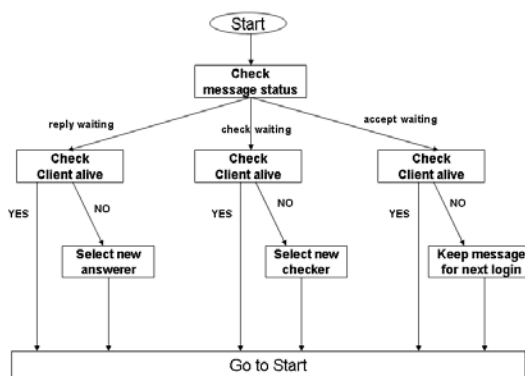 Start
Check
message status
reply waiting
check waiting
accept waiting
Check
Client alive
Check
Client alive
Check
Client alive
YES
NO
YES
NO
YES
NO
Select new
answerer
Select new
checker
Keep message
for next login
Go to Start